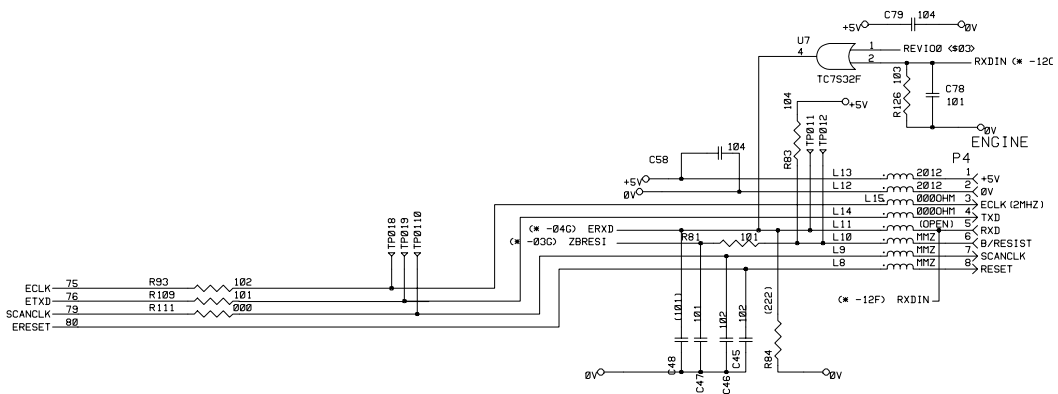 C79 104
+5V 0V
U7
4 1 REVIO0 <$03>
2 RXDIN (* -12
TC7S32F
R126 103
C78
101
0V
ENGINE
P4
104
+5V
R83
TP011
TP012
C58 104
+5V
0V
L13 2012 1 +5V
L12 2012 2 0V
L15 000OHM 3 ECLK(2MHZ)
L14 000OHM 4 TXD
(* -04G) ERXD L11 (OPEN) 5 RXD
(* -03G) ZBRESI R81 101 L10 MMZ 6 B/RESIST
L9 MMZ 7 SCANCLK
L8 MMZ 8 RESET
(* -12F) RXDIN
TP018
TP019
TP0110
ECLK 75 R93 102
ETXD 76 R109 101
SCANCLK 79 R111 000
ERESET 80
(101)
101
102
102
(222)
C48
C47
C46
C45
R84
0V
0V